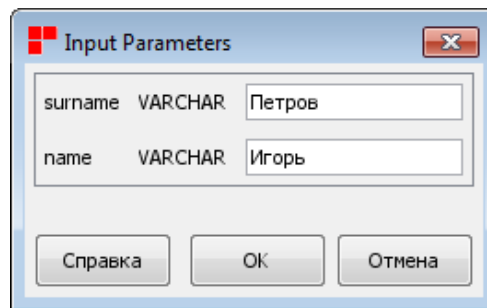 Input Parameters
surname VARCHAR Петров
name VARCHAR Игорь
Справка OK Отмена